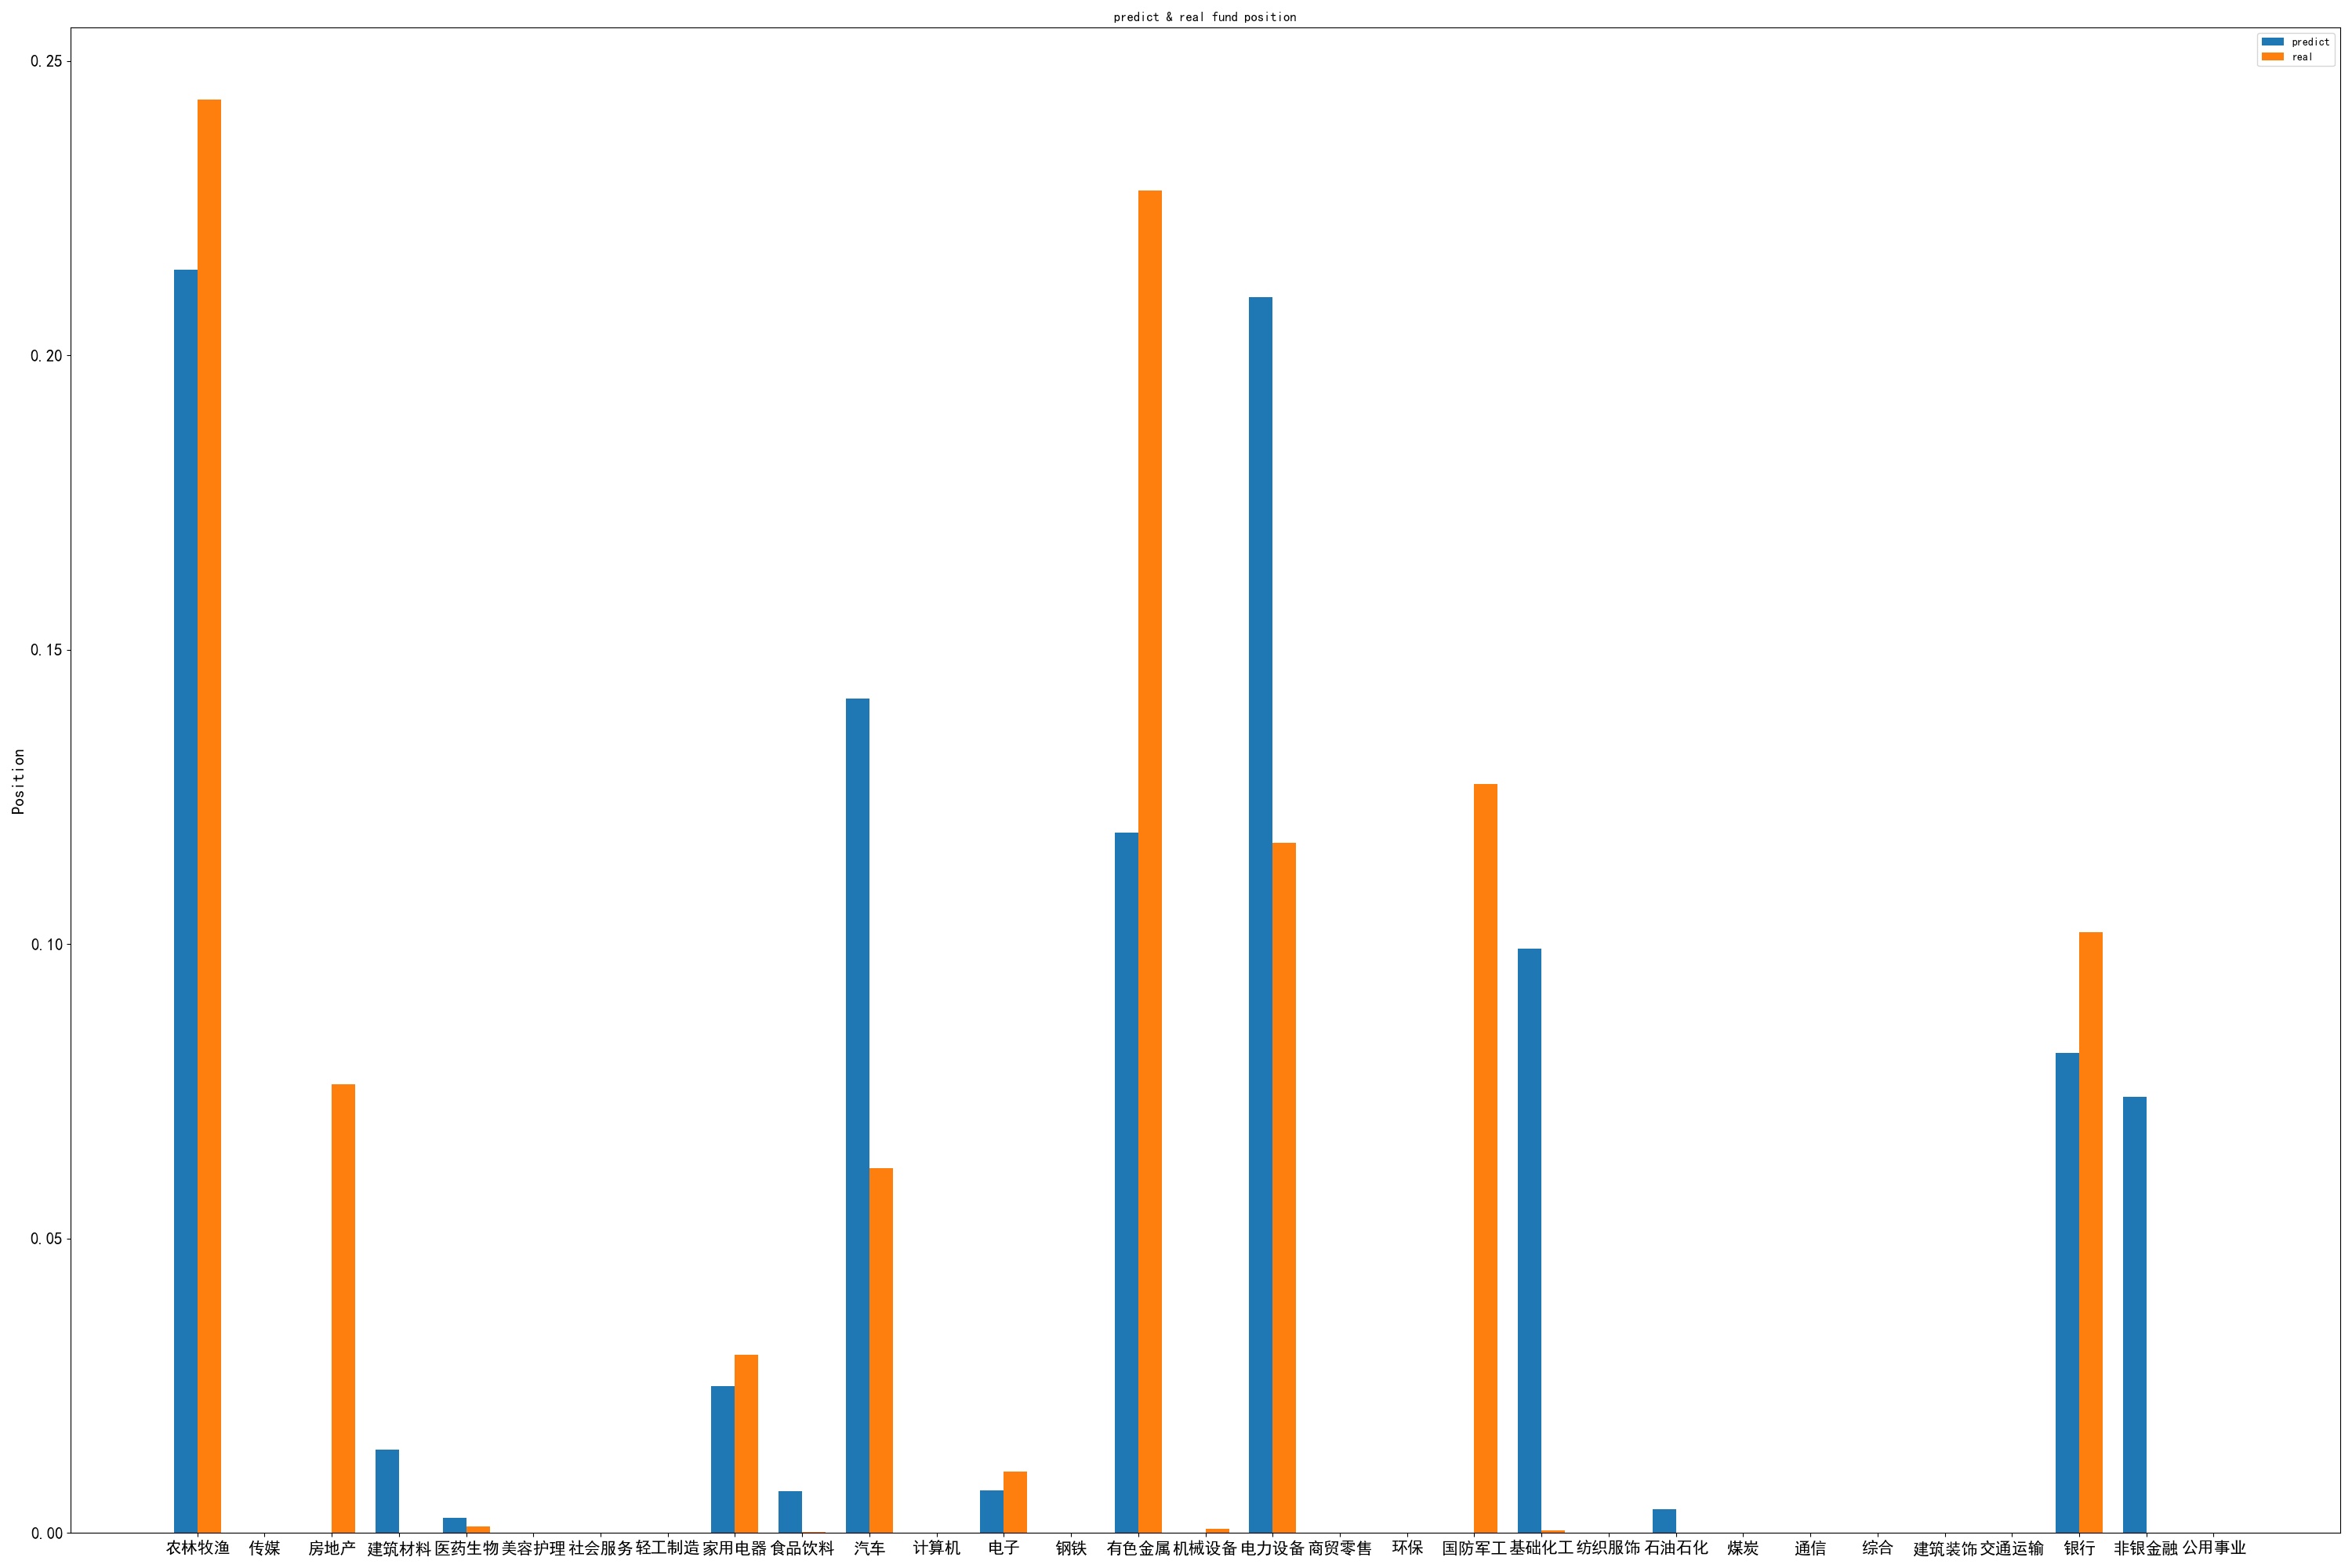 predict & real fund position
predict
real
0.25
0.20
0.15
0.10
0.05
0.00
Position
农林牧渔 传媒 房地产 建筑材料 医药生物 美容护理 社会服务 轻工制造 家用电器 食品饮料 汽车 计算机 电子 钢铁 有色金属 机械设备 电力设备 商贸零售 环保 国防军工 基础化工 纺织服饰 石油石化 煤炭 通信 综合 建筑装饰 交通运输 银行 非银金融 公用事业